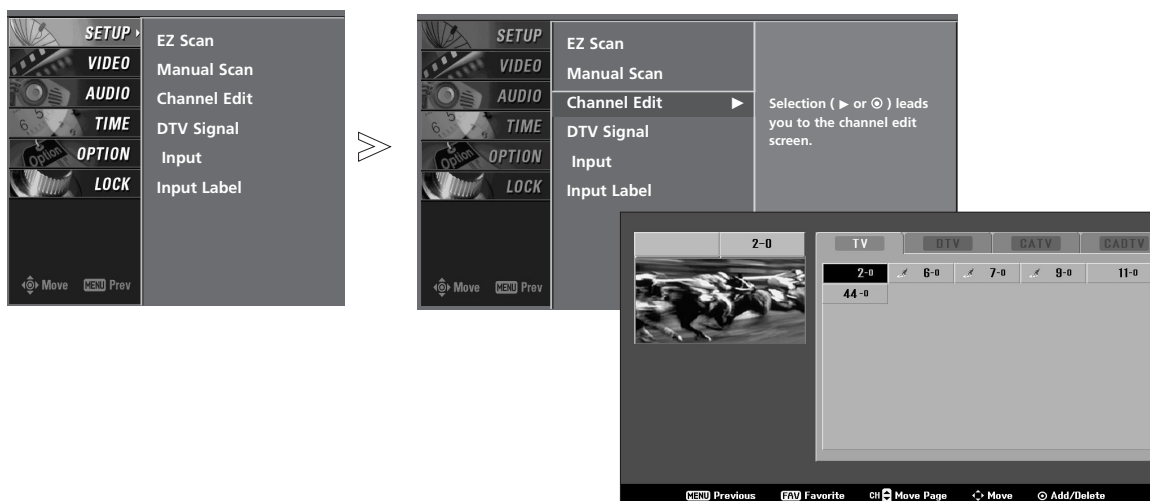 SETUP
VIDEO
AUDIO
TIME
OPTION
LOCK
EZ Scan
Manual Scan
Channel Edit
DTV Signal
Input
Input Label
Move MENU Prev
SETUP
VIDEO
AUDIO
TIME
OPTION
LOCK
EZ Scan
Manual Scan
Channel Edit ▶
DTV Signal
Input
Input Label
Selection ( ▶ or ⊙ ) leads
you to the channel edit
screen.
Move MENU Prev
2-0
TV DTV CATV CADTV
2-0 6-0 7-0 9-0 11-0
44-0
MENU Previous FAV Favorite CH Move Page Move ⊙ Add/Delete